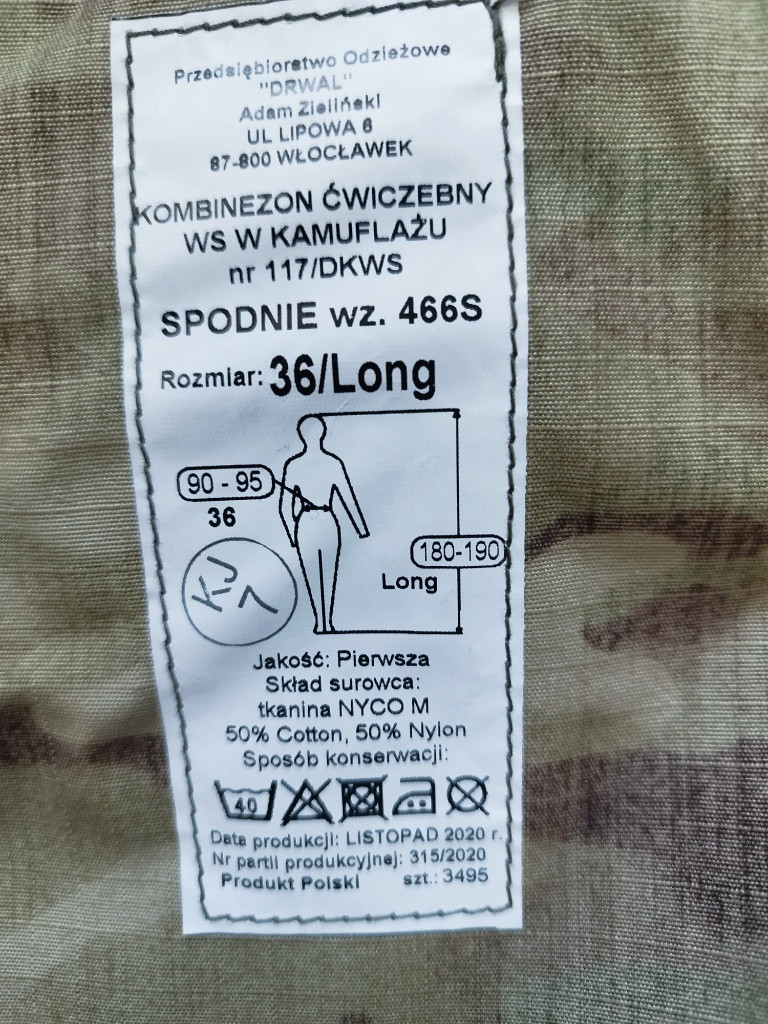 Przedsiębiorstwo Odzieżowe
"DRWAL"
Adam Zieliński
UL LIPOWA 6
87-800 WŁOCŁAWEK
KOMBINEZON ĆWICZEBNY
WS W KAMUFLAŻU
nr 117/DKWS
SPODNIE wz. 466S
Rozmiar: 36/Long
90 - 95
36
180-190
Long
KJ
7
Jakość: Pierwsza
Skład surowca:
tkanina NYCO M
50% Cotton, 50% Nylon
Sposób konserwacji:
40
Data produkcji: LISTOPAD 2020 r.
Nr partii produkcyjnej: 315/2020
Produkt Polski szt.: 3495